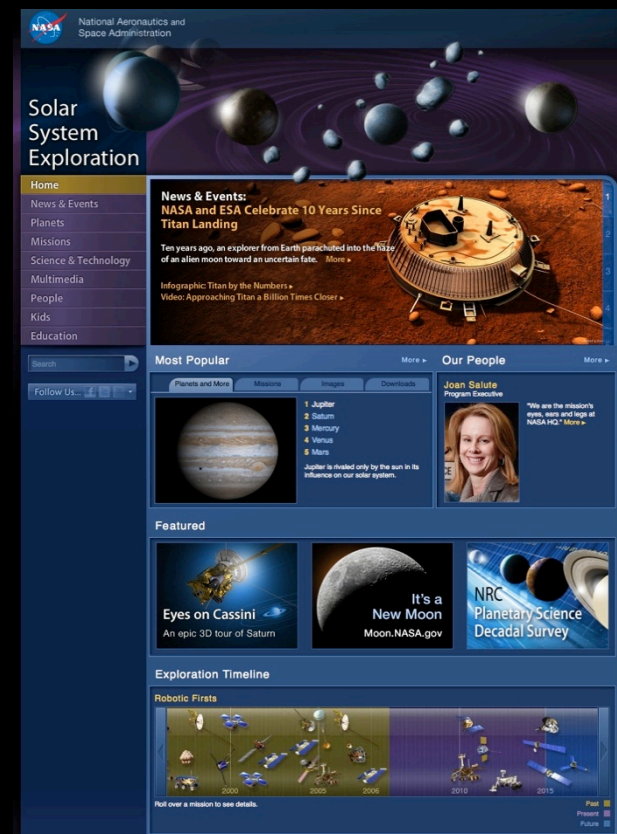 NASA
National Aeronautics and
Space Administration
Solar
System
Exploration
Home
News & Events
Planets
Missions
Science & Technology
Multimedia
People
Kids
Education
Search
Follow Us...
News & Events:
NASA and ESA Celebrate 10 Years Since
Titan Landing
Ten years ago, an explorer from Earth parachuted into the haze
of an alien moon toward an uncertain fate. More ▸
Infographic: Titan by the Numbers ▸
Video: Approaching Titan a Billion Times Closer ▸
1
2
3
4
Most Popular
More ▸
Planets and More
Missions
Images
Downloads
1 Jupiter
2 Saturn
3 Mercury
4 Venus
5 Mars
Jupiter is rivaled only by the sun in its
influence on our solar system.
Our People
More ▸
Joan Salute
Program Executive
"We are the mission's
eyes, ears and legs at
NASA HQ." More ▸
Featured
Eyes on Cassini
An epic 3D tour of Saturn
It's a
New Moon
Moon.NASA.gov
NRC
Planetary Science
Decadal Survey
Exploration Timeline
Robotic Firsts
2000
2005
2006
2010
2015
Roll over a mission to see details.
Past
Present
Future